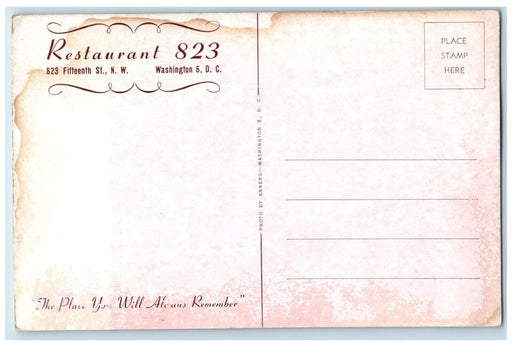 Restaurant 823
823 Fifteenth St., N. W. Washington 5, D. C.
PLACE
STAMP
HERE
PHOTO BY ANKERS—WASHINGTON 5, D. C.
"The Place You Will Always Remember"